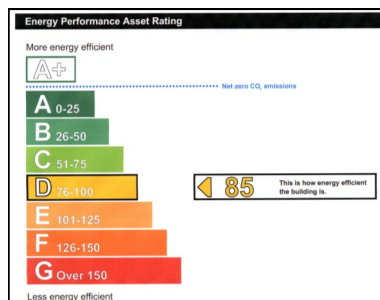 Energy Performance Asset Rating
More energy efficient
A+
Net zero CO₂ emissions
A 0-25
B 26-50
C 51-75
D 76-100
85
This is how energy efficient
the building is.
E 101-125
F 126-150
G Over 150
Less energy efficient